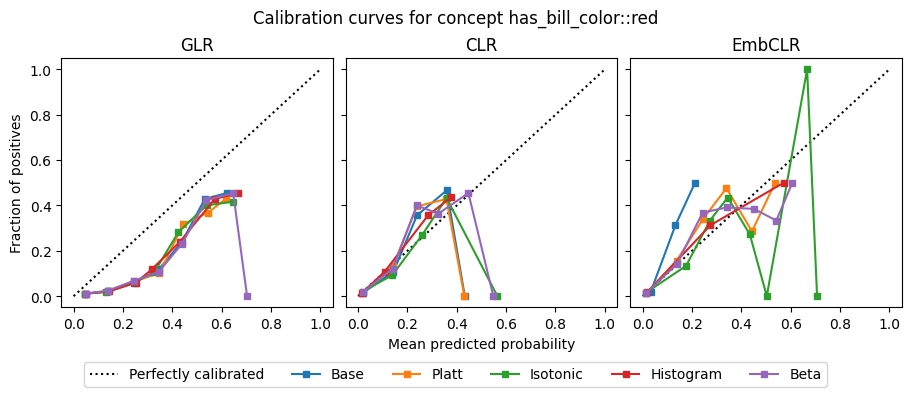 Calibration curves for concept has_bill_color::red
GLR
CLR
EmbCLR
Fraction of positives
1.0
0.8
0.6
0.4
0.2
0.0
0.0 0.2 0.4 0.6 0.8 1.0
0.0 0.2 0.4 0.6 0.8 1.0
0.0 0.2 0.4 0.6 0.8 1.0
Mean predicted probability
Perfectly calibrated Base Platt Isotonic Histogram Beta